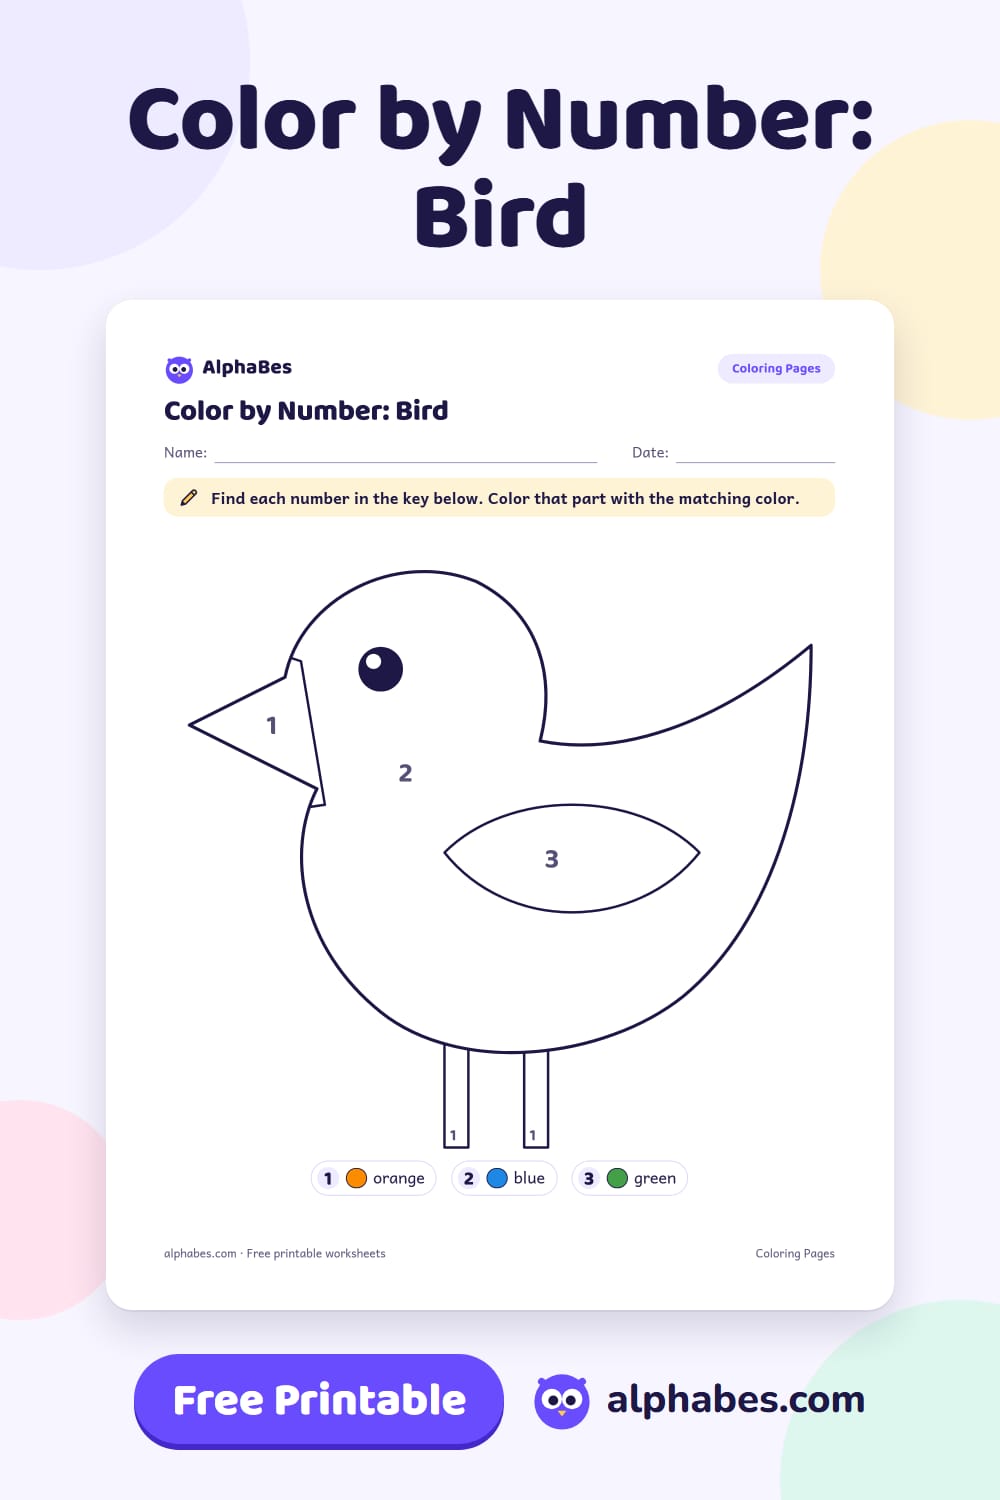 Color by Number:
Bird
AlphaBes
Coloring Pages
Color by Number: Bird
Name:
Date:
Find each number in the key below. Color that part with the matching color.
1
2
3
1
1
1 orange
2 blue
3 green
alphabes.com · Free printable worksheets
Coloring Pages
Free Printable
alphabes.com